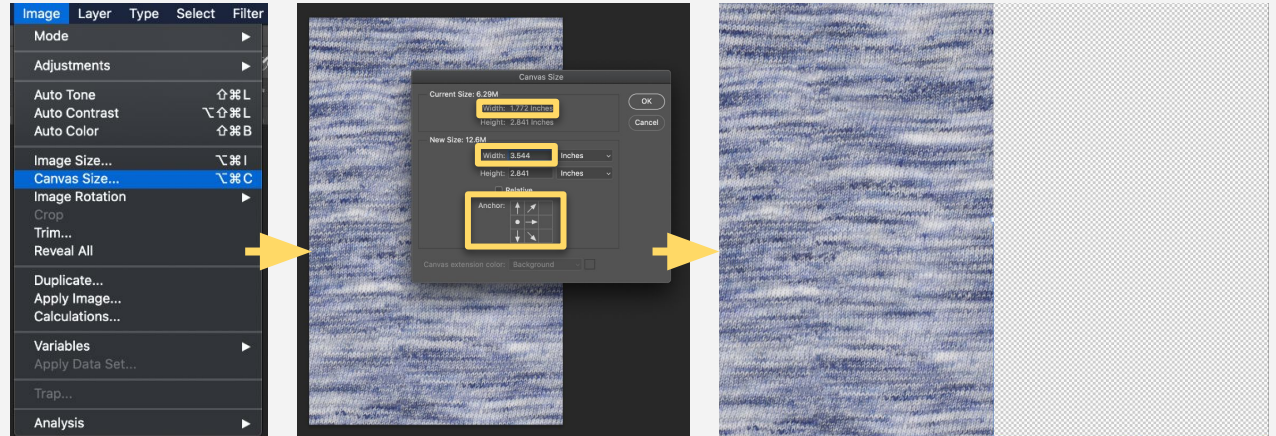 Image Layer Type Select Filter
Mode
Adjustments
Auto Tone ⇧⌘L
Auto Contrast ⌥⇧⌘L
Auto Color ⇧⌘B
Image Size... ⌥⌘I
Canvas Size... ⌥⌘C
Image Rotation
Crop
Trim...
Reveal All
Duplicate...
Apply Image...
Calculations...
Variables
Apply Data Set...
Trap...
Analysis
Canvas Size
Current Size: 6.29M
Width: 1.772 Inches
Height: 2.841 Inches
OK
Cancel
New Size: 12.6M
Width: 3.544 Inches
Height: 2.841 Inches
Relative
Anchor:
Canvas extension color: Background